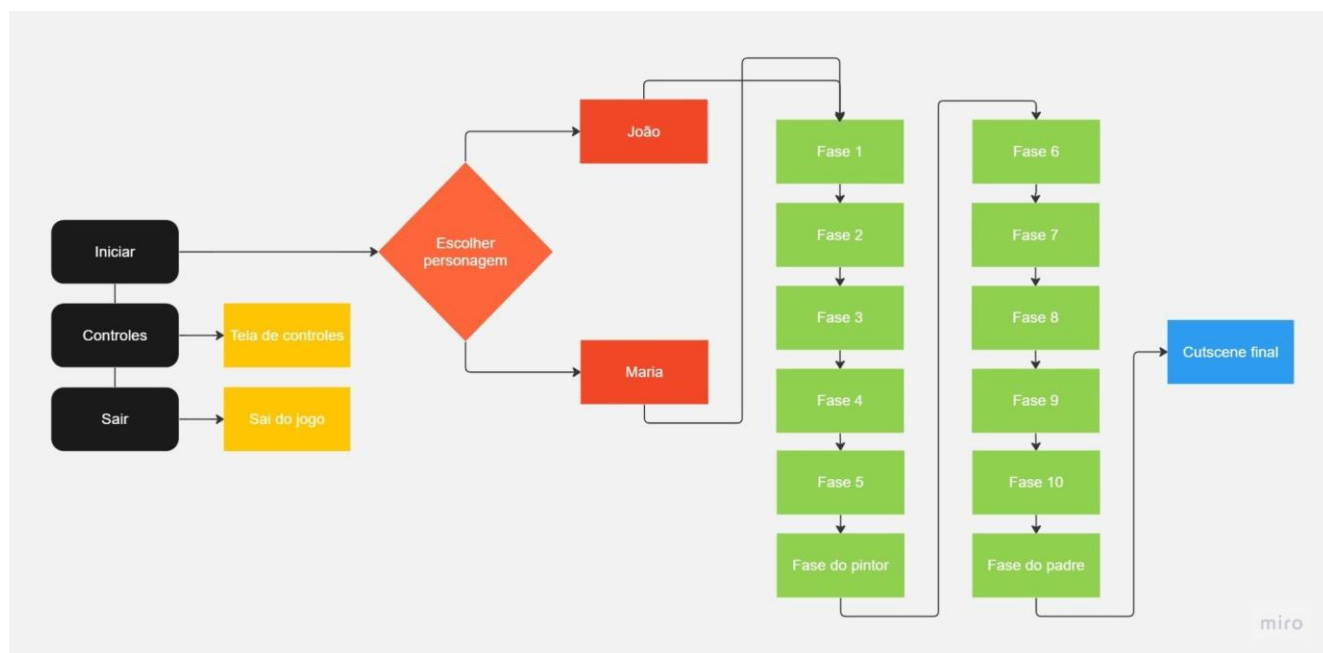 Iniciar
Controles
Sair
Tela de controles
Sai do jogo
Escolher
personagem
João
Maria
Fase 1
Fase 2
Fase 3
Fase 4
Fase 5
Fase do pintor
Fase 6
Fase 7
Fase 8
Fase 9
Fase 10
Fase do padre
Cutscene final
miro